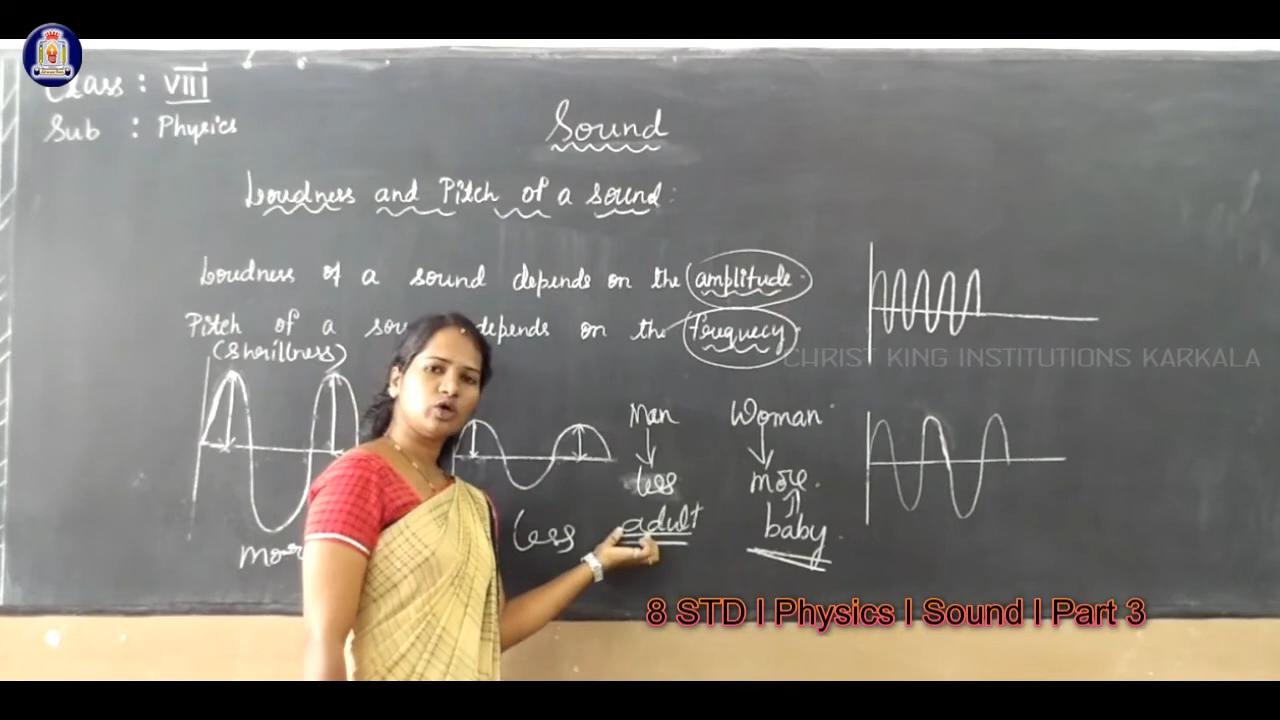 Class : VIII
Sub : Physics
Sound
Loudness and Pitch of a sound :
Loudness of a sound depends on the amplitude.
Pitch of a sou depends on the frequecy.
(Shrillness)
CHRIST KING INSTITUTIONS KARKALA
Man Woman
less more.
adult baby.
more less
8 STD I Physics I Sound I Part 3